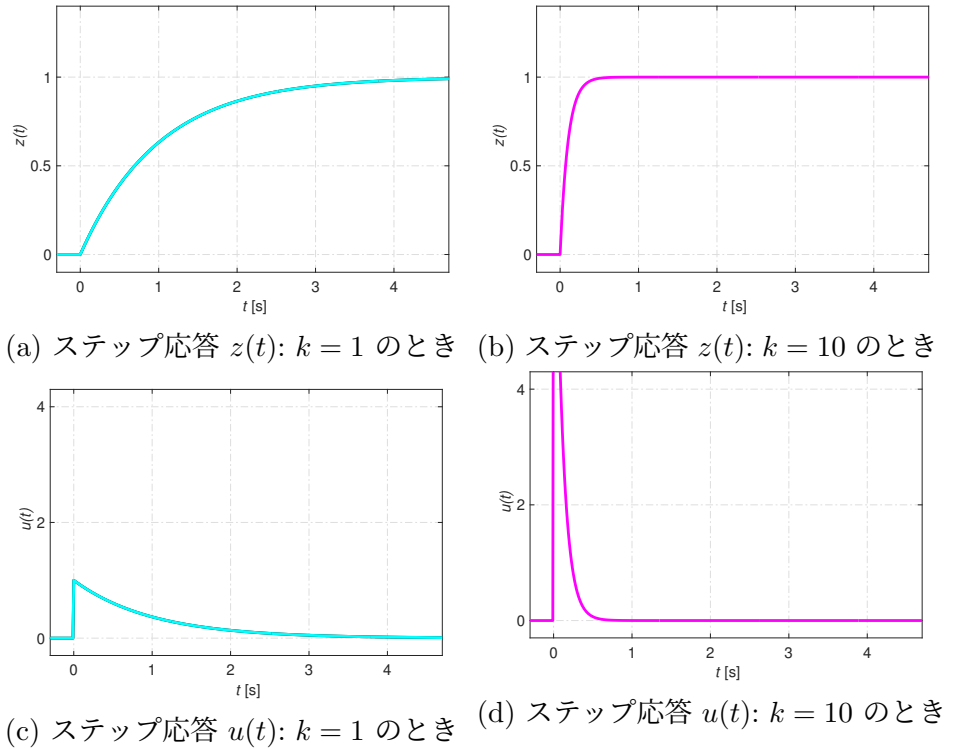 1
0.5
0
z(t)
0 1 2 3 4
t [s]
(a) ステップ応答 z(t): k = 1 のとき
1
0.5
0
z(t)
0 1 2 3 4
t [s]
(b) ステップ応答 z(t): k = 10 のとき
4
2
0
u(t)
0 1 2 3 4
t [s]
(c) ステップ応答 u(t): k = 1 のとき
4
2
0
u(t)
0 1 2 3 4
t [s]
(d) ステップ応答 u(t): k = 10 のとき